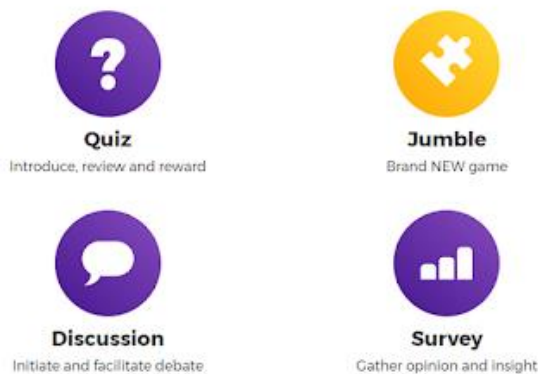 Quiz
Introduce, review and reward
Jumble
Brand NEW game
Discussion
Initiate and facilitate debate
Survey
Gather opinion and insight